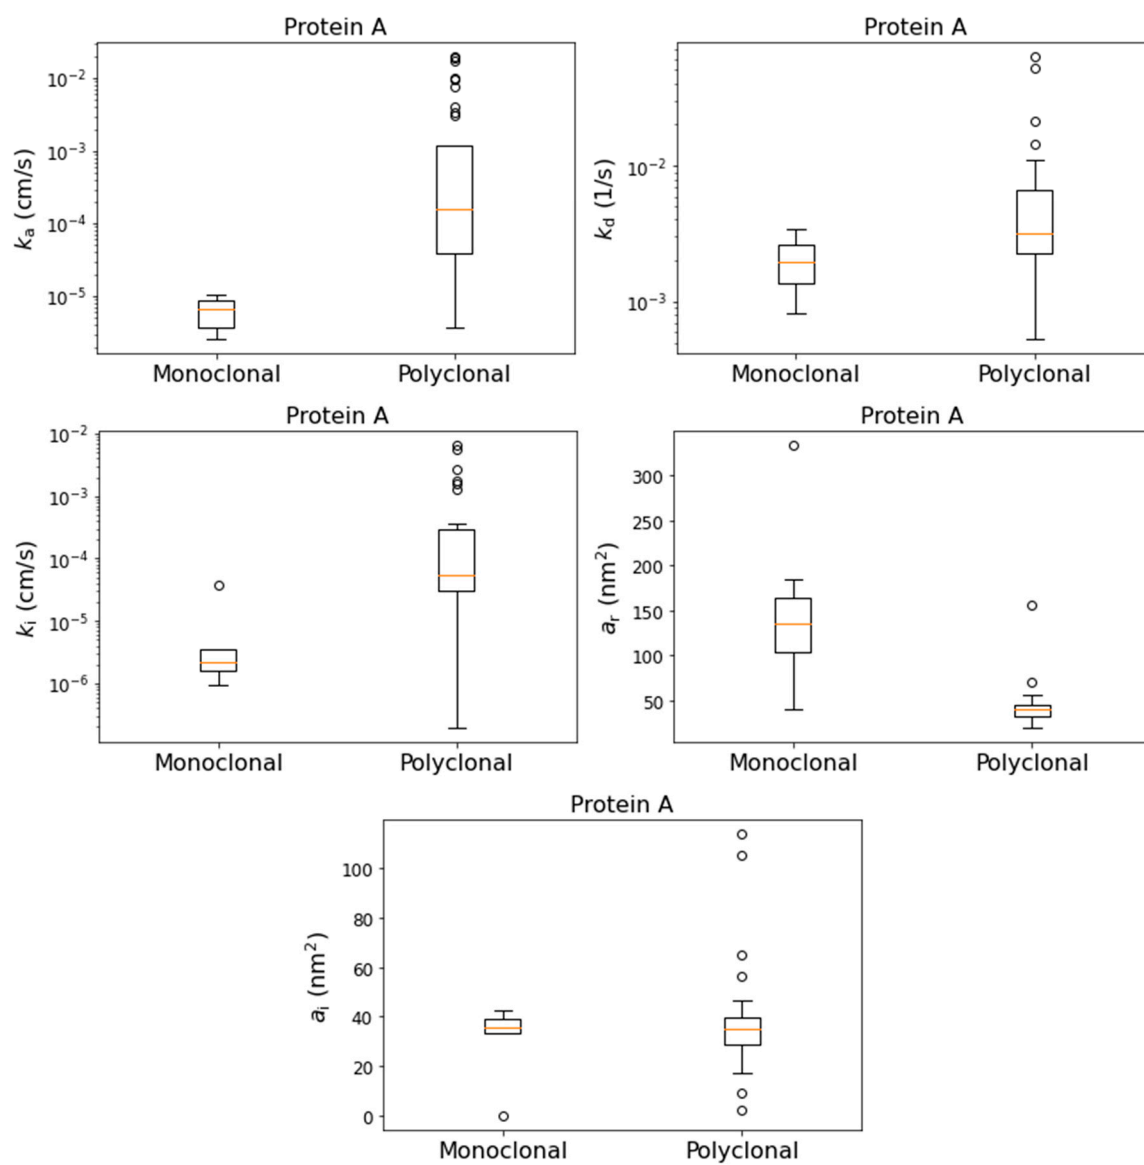 Protein A
k_a (cm/s)
10^-2
10^-3
10^-4
10^-5
Monoclonal Polyclonal
Protein A
k_d (1/s)
10^-2
10^-3
Monoclonal Polyclonal
Protein A
k_i (cm/s)
10^-2
10^-3
10^-4
10^-5
10^-6
Monoclonal Polyclonal
Protein A
a_r (nm^2)
300
250
200
150
100
50
Monoclonal Polyclonal
Protein A
a_i (nm^2)
100
80
60
40
20
0
Monoclonal Polyclonal